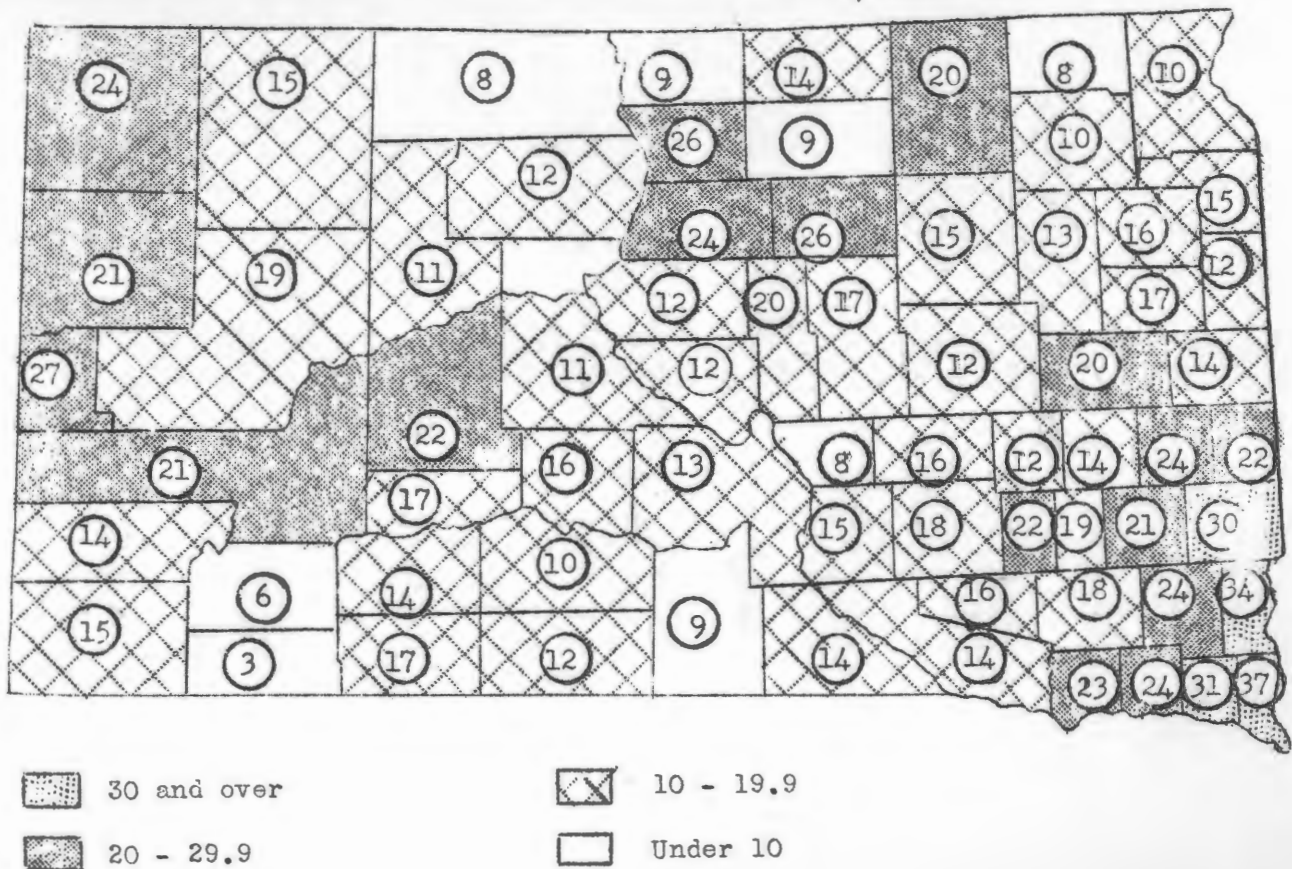 24 15 8 9 14 20 8 10
26 9 10
12
24 26 15 13 16 15
21 19 11 12
12 20 17 17
27 11 12 12 20 14
22
21 16 13 8 16 12 14 24 22
17
14 15 18 22 19 21 30
10
6 14 16 18 24 34
15 9
3 17 12 14 14 23 24 31 37
30 and over
10 - 19.9
20 - 29.9
Under 10